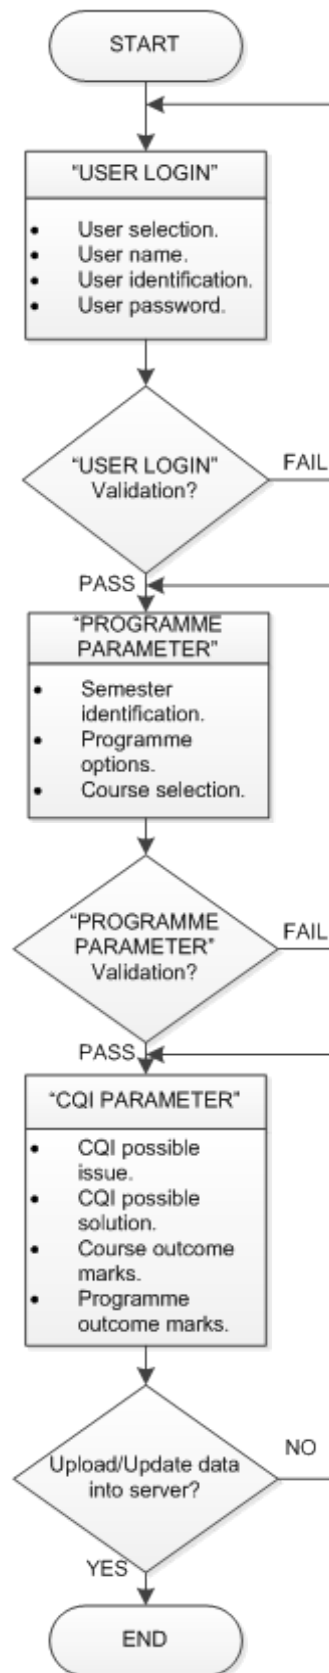 START
“USER LOGIN”
• User selection.
• User name.
• User identification.
• User password.
“USER LOGIN”
Validation?
FAIL
PASS
“PROGRAMME
PARAMETER”
• Semester
identification.
• Programme
options.
• Course selection.
“PROGRAMME
PARAMETER”
Validation?
FAIL
PASS
“CQI PARAMETER”
• CQI possible
issue.
• CQI possible
solution.
• Course outcome
marks.
• Programme
outcome marks.
Upload/Update data
into server?
NO
YES
END